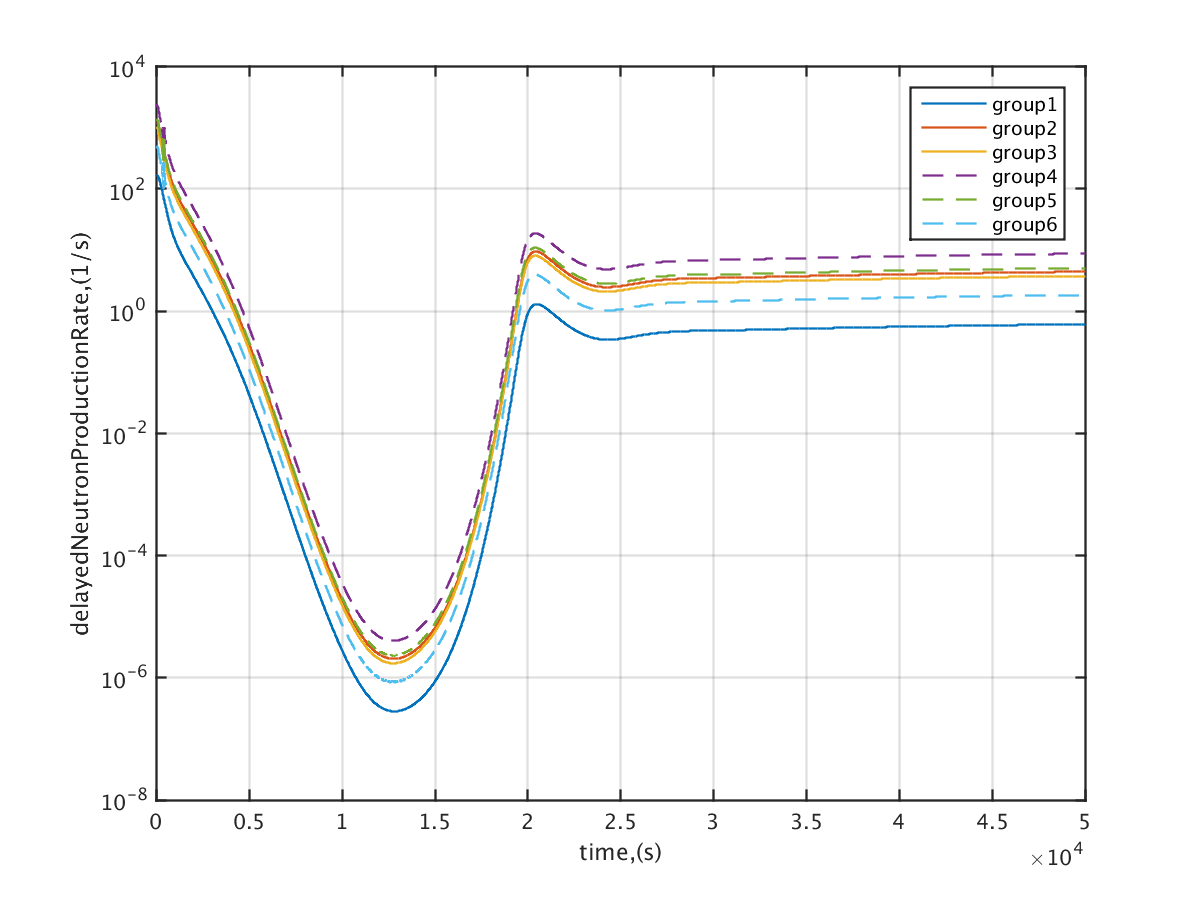 10^4
10^2
10^0
10^-2
10^-4
10^-6
10^-8
delayedNeutronProductionRate,(1/s)
group1
group2
group3
group4
group5
group6
0 0.5 1 1.5 2 2.5 3 3.5 4 4.5 5
time,(s)
×10^4